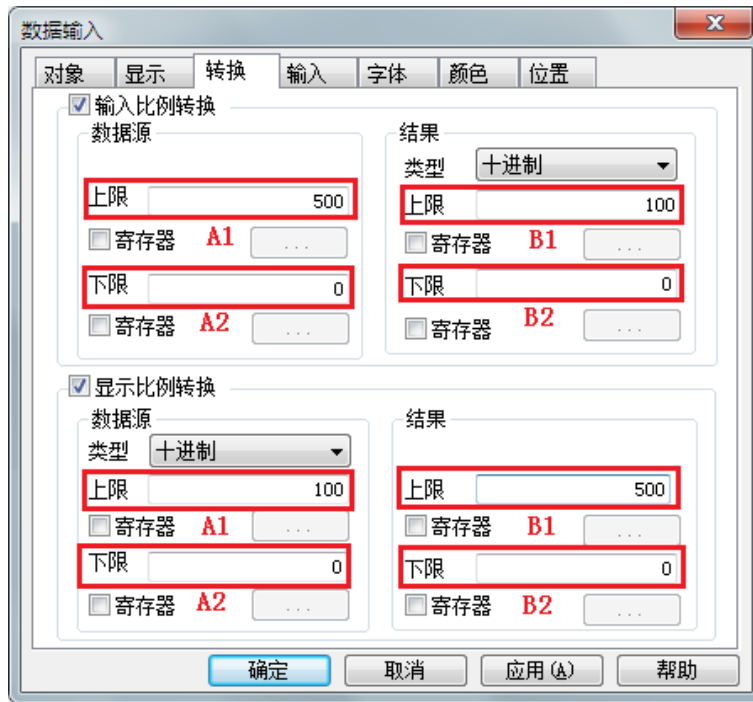 数据输入
对象 显示 转换 输入 字体 颜色 位置
输入比例转换
数据源
上限 500
寄存器 A1 ...
下限 0
寄存器 A2 ...
结果
类型 十进制
上限 100
寄存器 B1 ...
下限 0
寄存器 B2 ...
显示比例转换
数据源
类型 十进制
上限 100
寄存器 A1 ...
下限 0
寄存器 A2 ...
结果
上限 500
寄存器 B1 ...
下限 0
寄存器 B2 ...
确定 取消 应用(A) 帮助